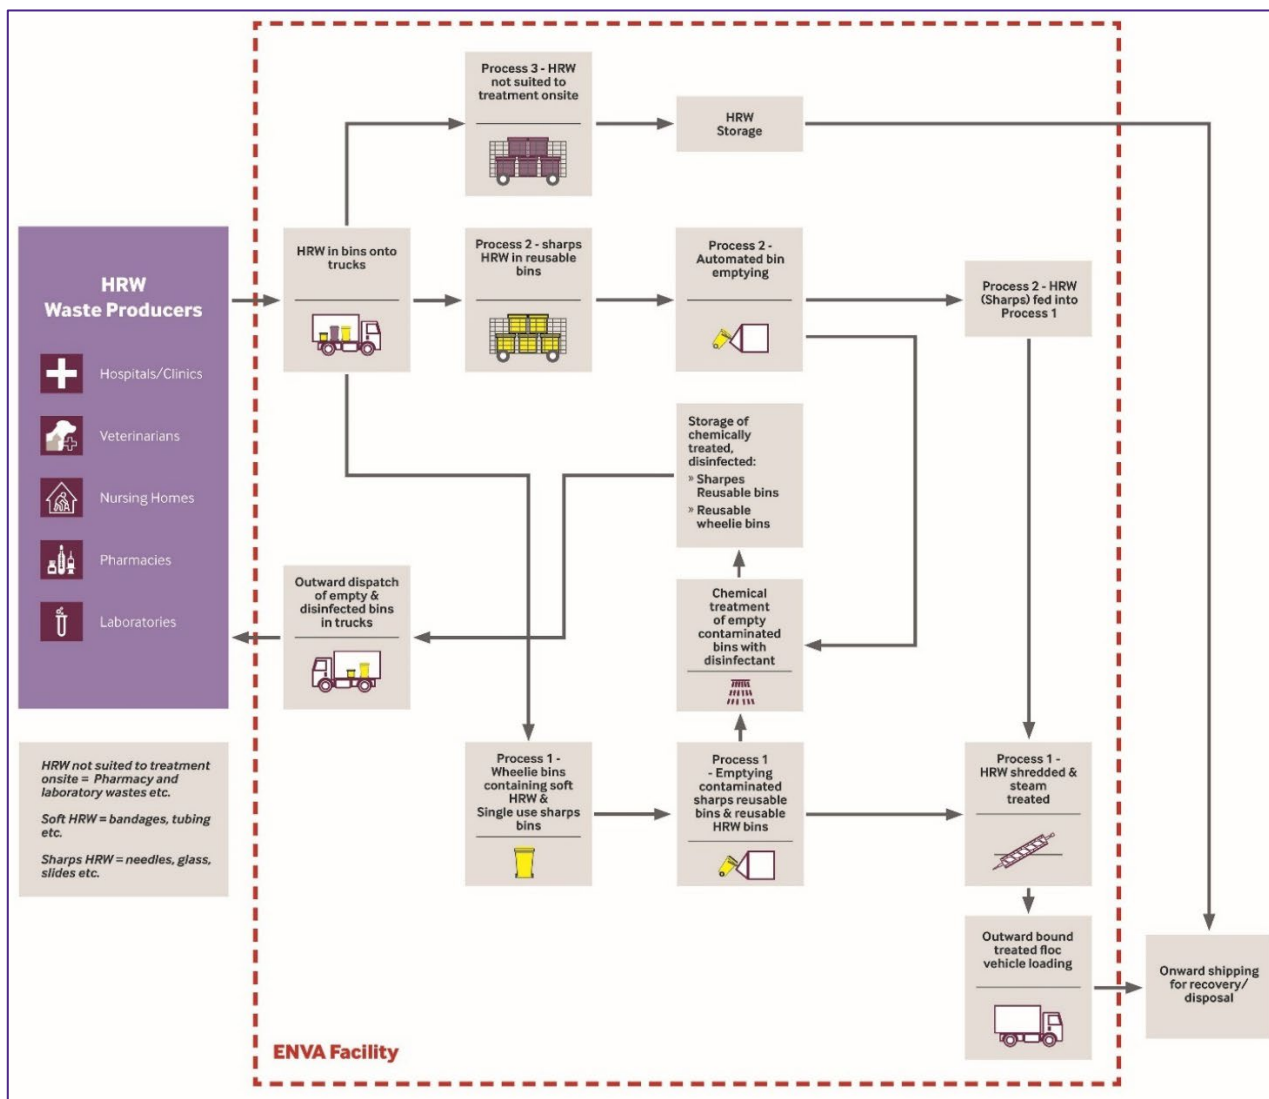 Process 3 - HRW
not suited to
treatment onsite
HRW
Storage
HRW
Waste Producers
Hospitals/Clinics
Veterinarians
Nursing Homes
Pharmacies
Laboratories
HRW in bins onto
trucks
Process 2 - sharps
HRW in reusable
bins
Process 2 -
Automated bin
emptying
Process 2 - HRW
(Sharps) fed into
Process 1
Storage of
chemically
treated,
disinfected:
» Sharpes
Reusable bins
» Reusable
wheelie bins
Outward dispatch
of empty &
disinfected bins
in trucks
Chemical
treatment
of empty
contaminated
bins with
disinfectant
HRW not suited to treatment
onsite = Pharmacy and
laboratory wastes etc.
Soft HRW = bandages, tubing
etc.
Sharps HRW = needles, glass,
slides etc.
Process 1 -
Wheelie bins
containing soft
HRW &
Single use sharps
bins
Process 1
- Emptying
contaminated
sharps reusable
bins & reusable
HRW bins
Process 1 -
HRW shredded &
steam
treated
Outward bound
treated floc
vehicle loading
Onward shipping
for recovery/
disposal
ENVA Facility